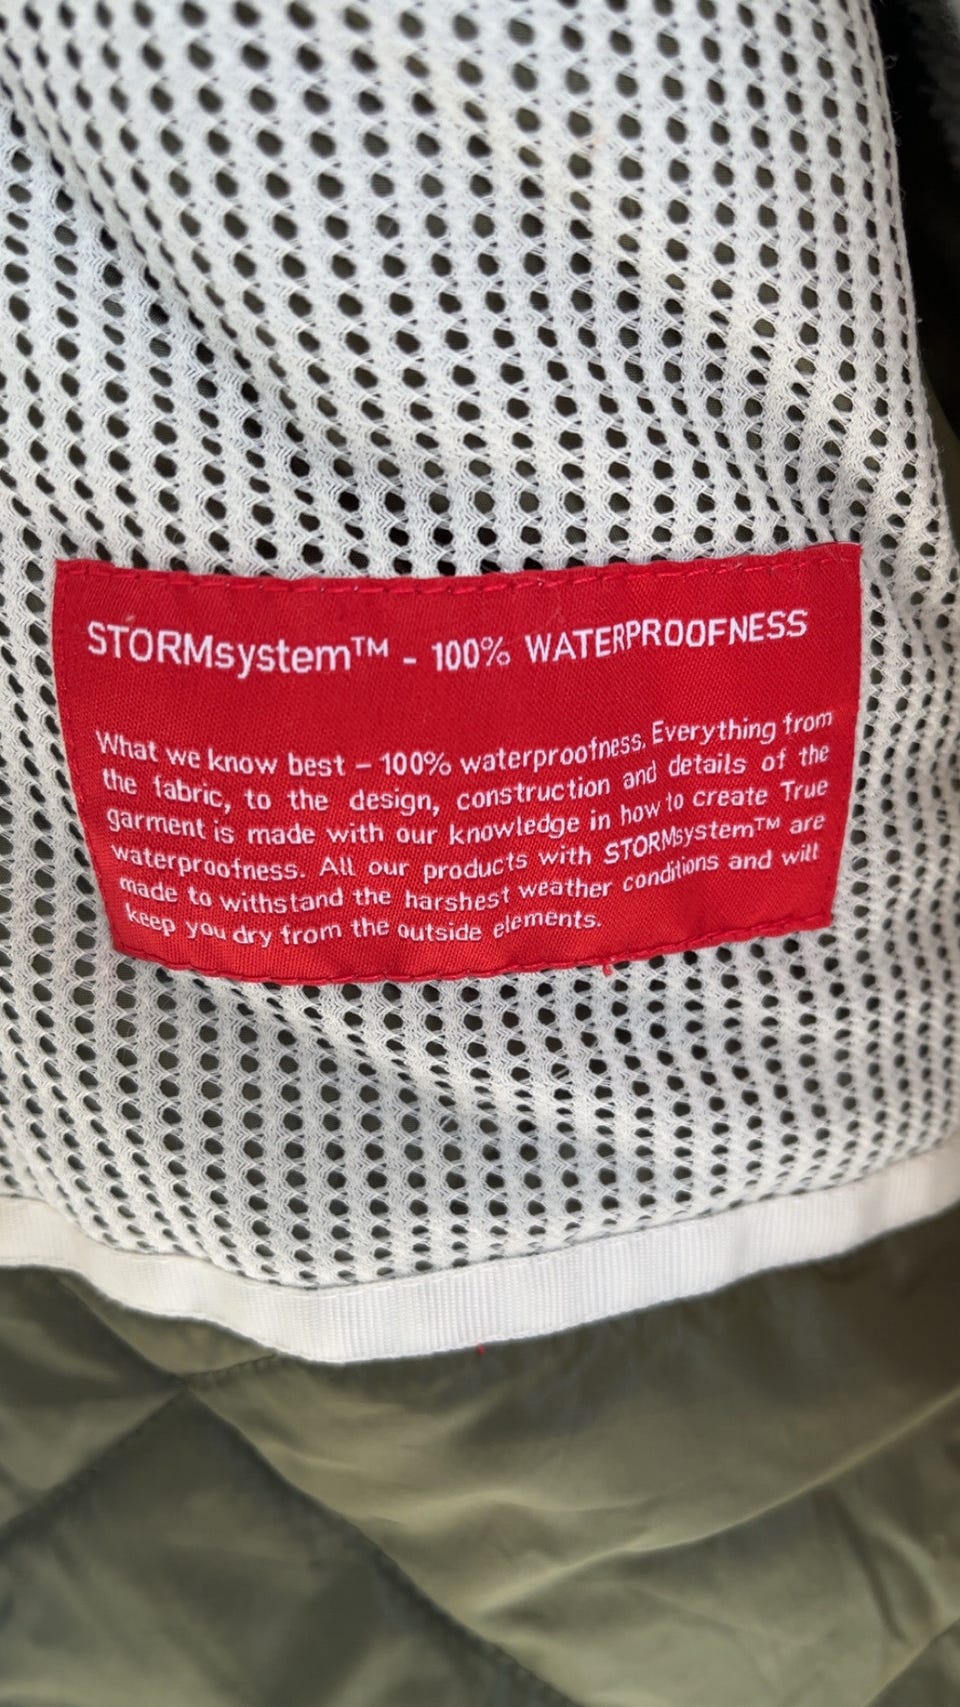 STORMsystem™ - 100% WATERPROOFNESS
What we know best – 100% waterproofness. Everything from
the fabric, to the design, construction and details of the
garment is made with our knowledge in how to create True
waterproofness. All our products with STORMsystem™ are
made to withstand the harshest weather conditions and will
keep you dry from the outside elements.